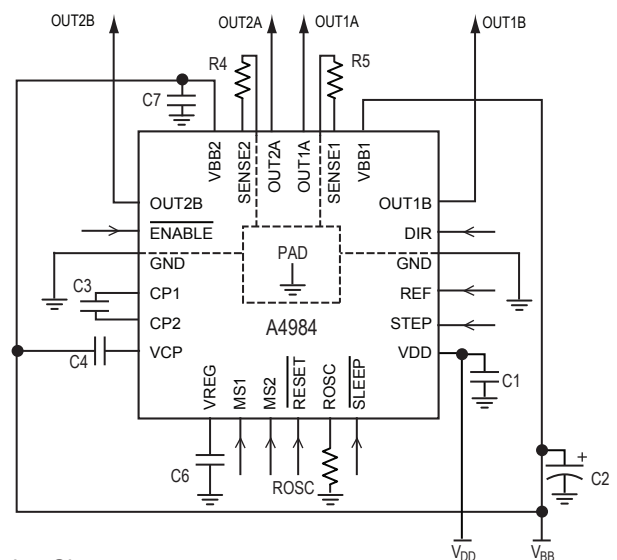 OUT2B OUT2A OUT1A OUT1B
R4 R5
C7
VBB2 SENSE2 OUT2A OUT1A SENSE1 VBB1
OUT2B OUT1B
ENABLE DIR
PAD
GND GND
C3 CP1 REF
CP2 A4984 STEP
C4 VCP VDD
C1
VREG MS1 MS2 RESET ROSC SLEEP
C6 ROSC
+
C2
VDD VBB